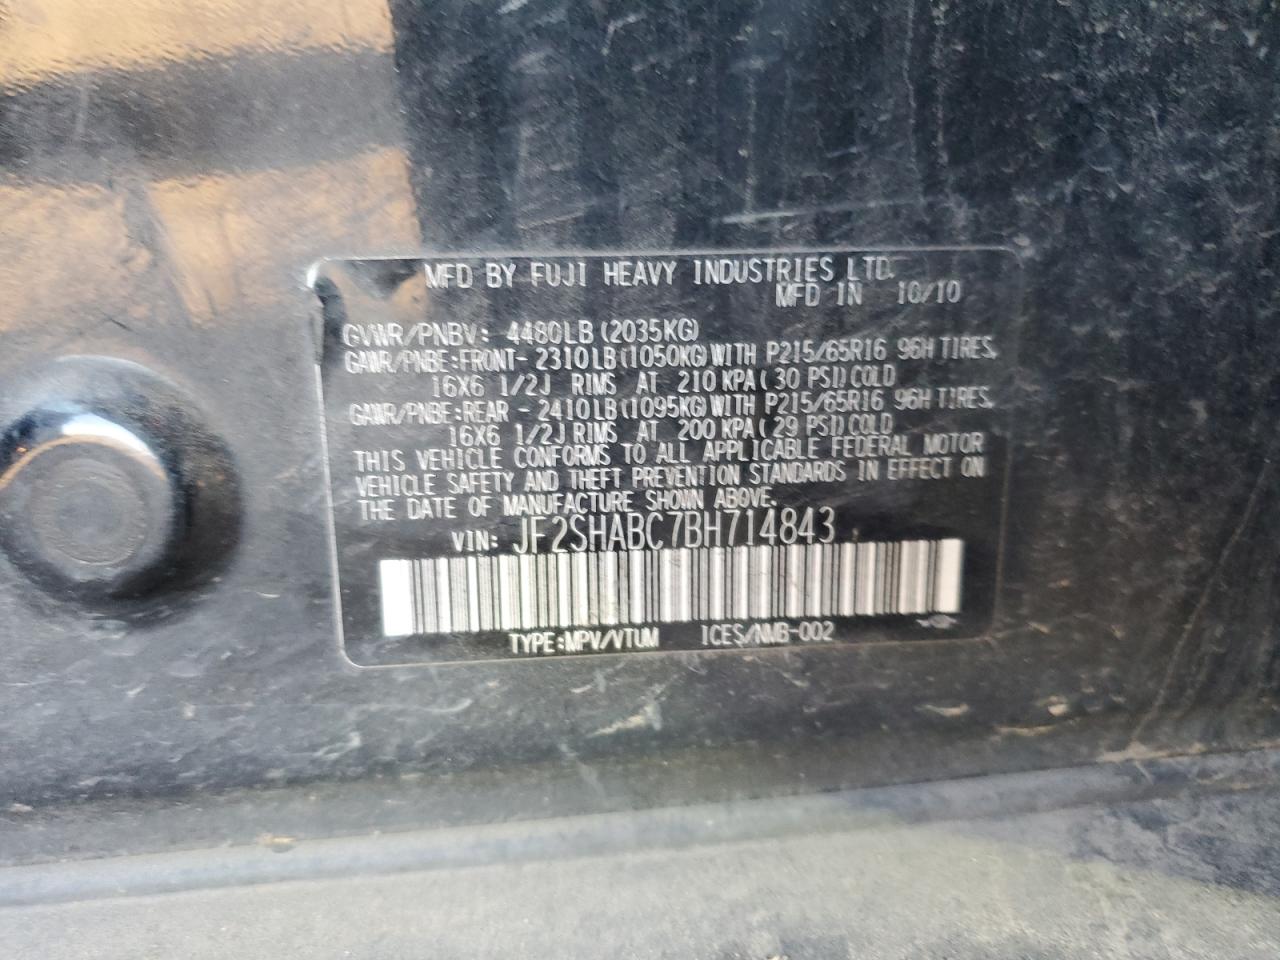 MFD BY FUJI HEAVY INDUSTRIES LTD.
MFD IN 10/10
GVWR/PNBV: 4480LB (2035KG)
GAWR/PNBE:FRONT- 2310LB(1050KG)WITH P215/65R16 96H TIRES,
16X6 1/2J RIMS AT 210 KPA( 30 PSI)COLD
GAWR/PNBE:REAR - 2410LB(1095KG)WITH P215/65R16 96H TIRES,
16X6 1/2J RIMS AT 200 KPA( 29 PSI)COLD
THIS VEHICLE CONFORMS TO ALL APPLICABLE FEDERAL MOTOR
VEHICLE SAFETY AND THEFT PREVENTION STANDARDS IN EFFECT ON
THE DATE OF MANUFACTURE SHOWN ABOVE.
VIN: JF2SHABC7BH714843
TYPE:MPV/VTUM ICES/NMB-002